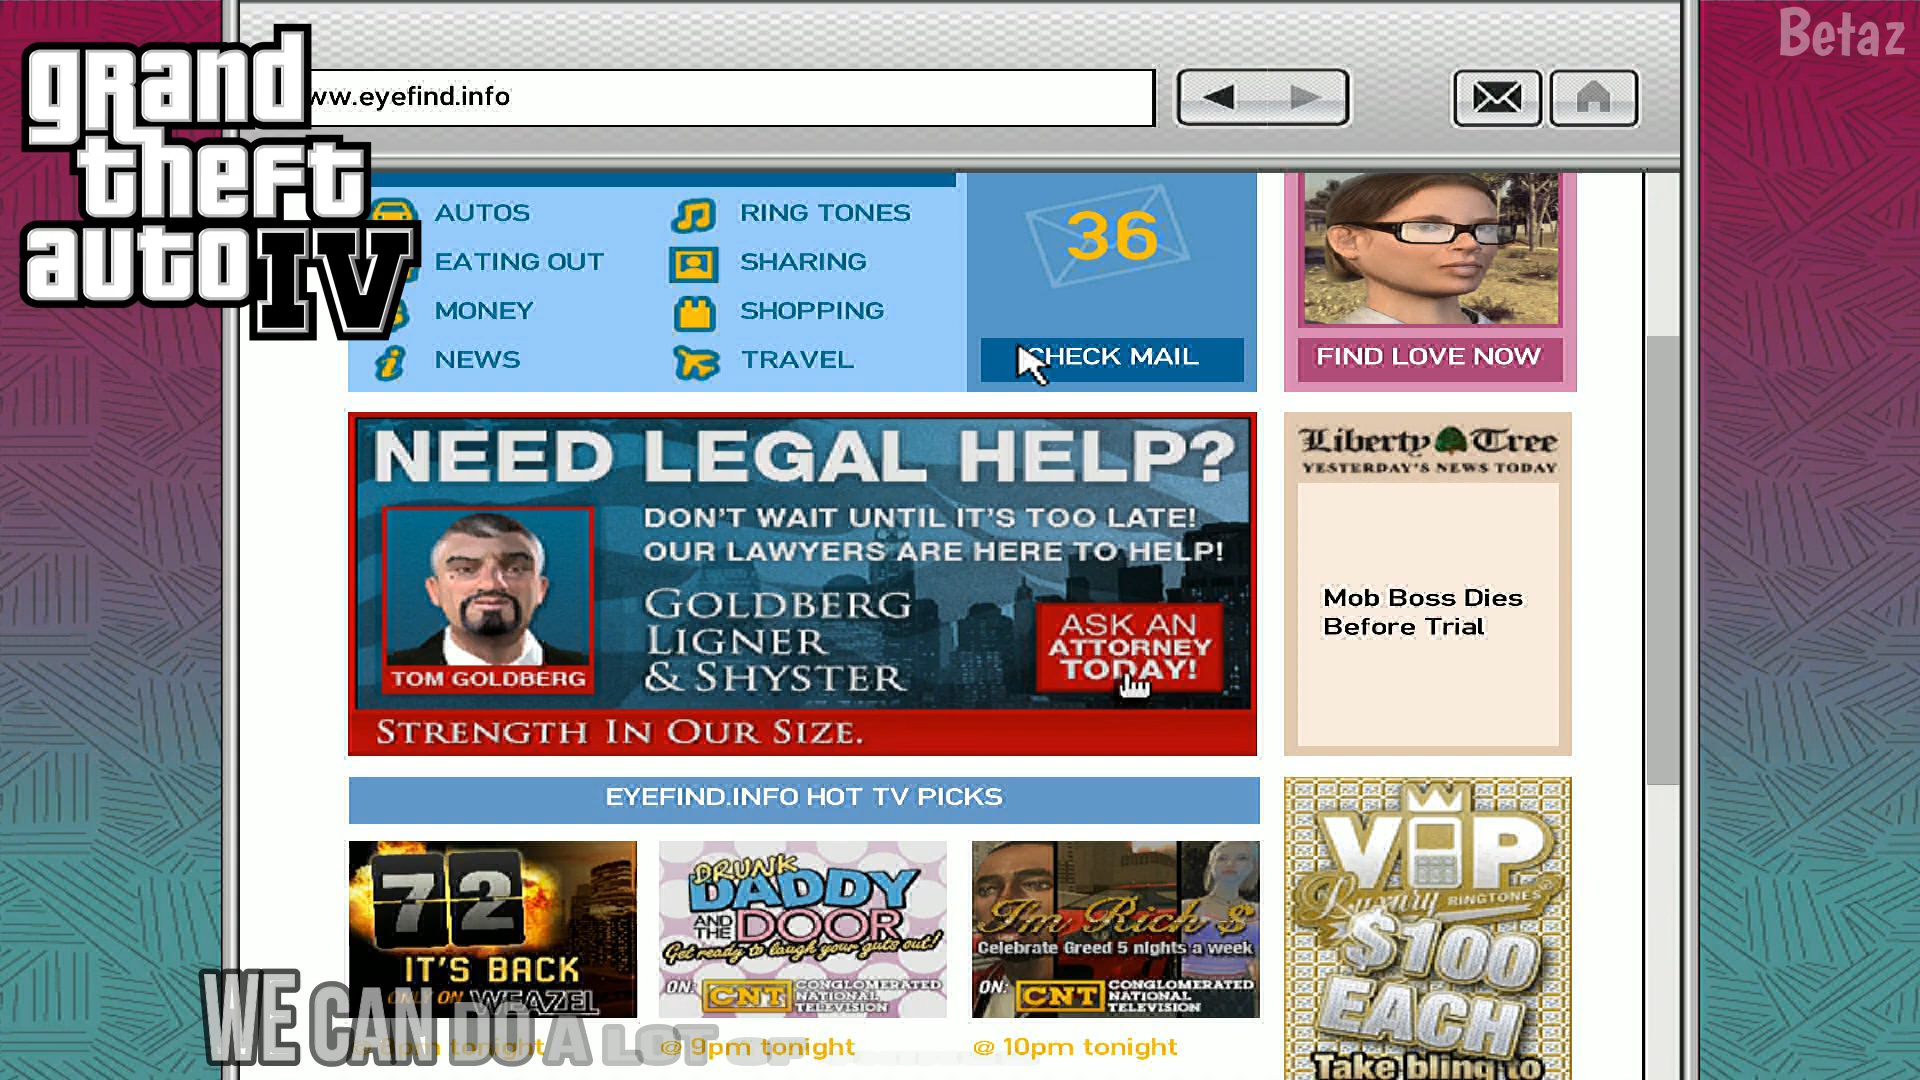 Betaz
grand
theft
auto IV
ww.eyefind.info
AUTOS
RING TONES
EATING OUT
SHARING
MONEY
SHOPPING
NEWS
TRAVEL
36
CHECK MAIL
FIND LOVE NOW
NEED LEGAL HELP?
DON'T WAIT UNTIL IT'S TOO LATE!
OUR LAWYERS ARE HERE TO HELP!
GOLDBERG
LIGNER
& SHYSTER
TOM GOLDBERG
ASK AN
ATTORNEY
TODAY!
STRENGTH IN OUR SIZE.
Liberty Tree
YESTERDAY'S NEWS TODAY
Mob Boss Dies
Before Trial
EYEFIND.INFO HOT TV PICKS
72
IT'S BACK
ONLY ON WEAZEL
@ 8pm tonight
DRUNK
DADDY
AND THE DOOR
Get ready to laugh your guts out!
ON: CNT CONGLOMERATED
NATIONAL
TELEVISION
@ 9pm tonight
I'm Rich $
Celebrate Greed 5 nights a week
ON: CNT CONGLOMERATED
NATIONAL
TELEVISION
@ 10pm tonight
VIP
Luxury RINGTONES
$100
EACH
Take bling to
WE CAN DO A LOT OF